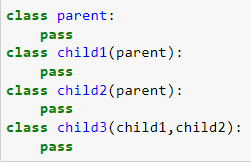 class parent:
    pass
class child1(parent):
    pass
class child2(parent):
    pass
class child3(child1,child2):
    pass